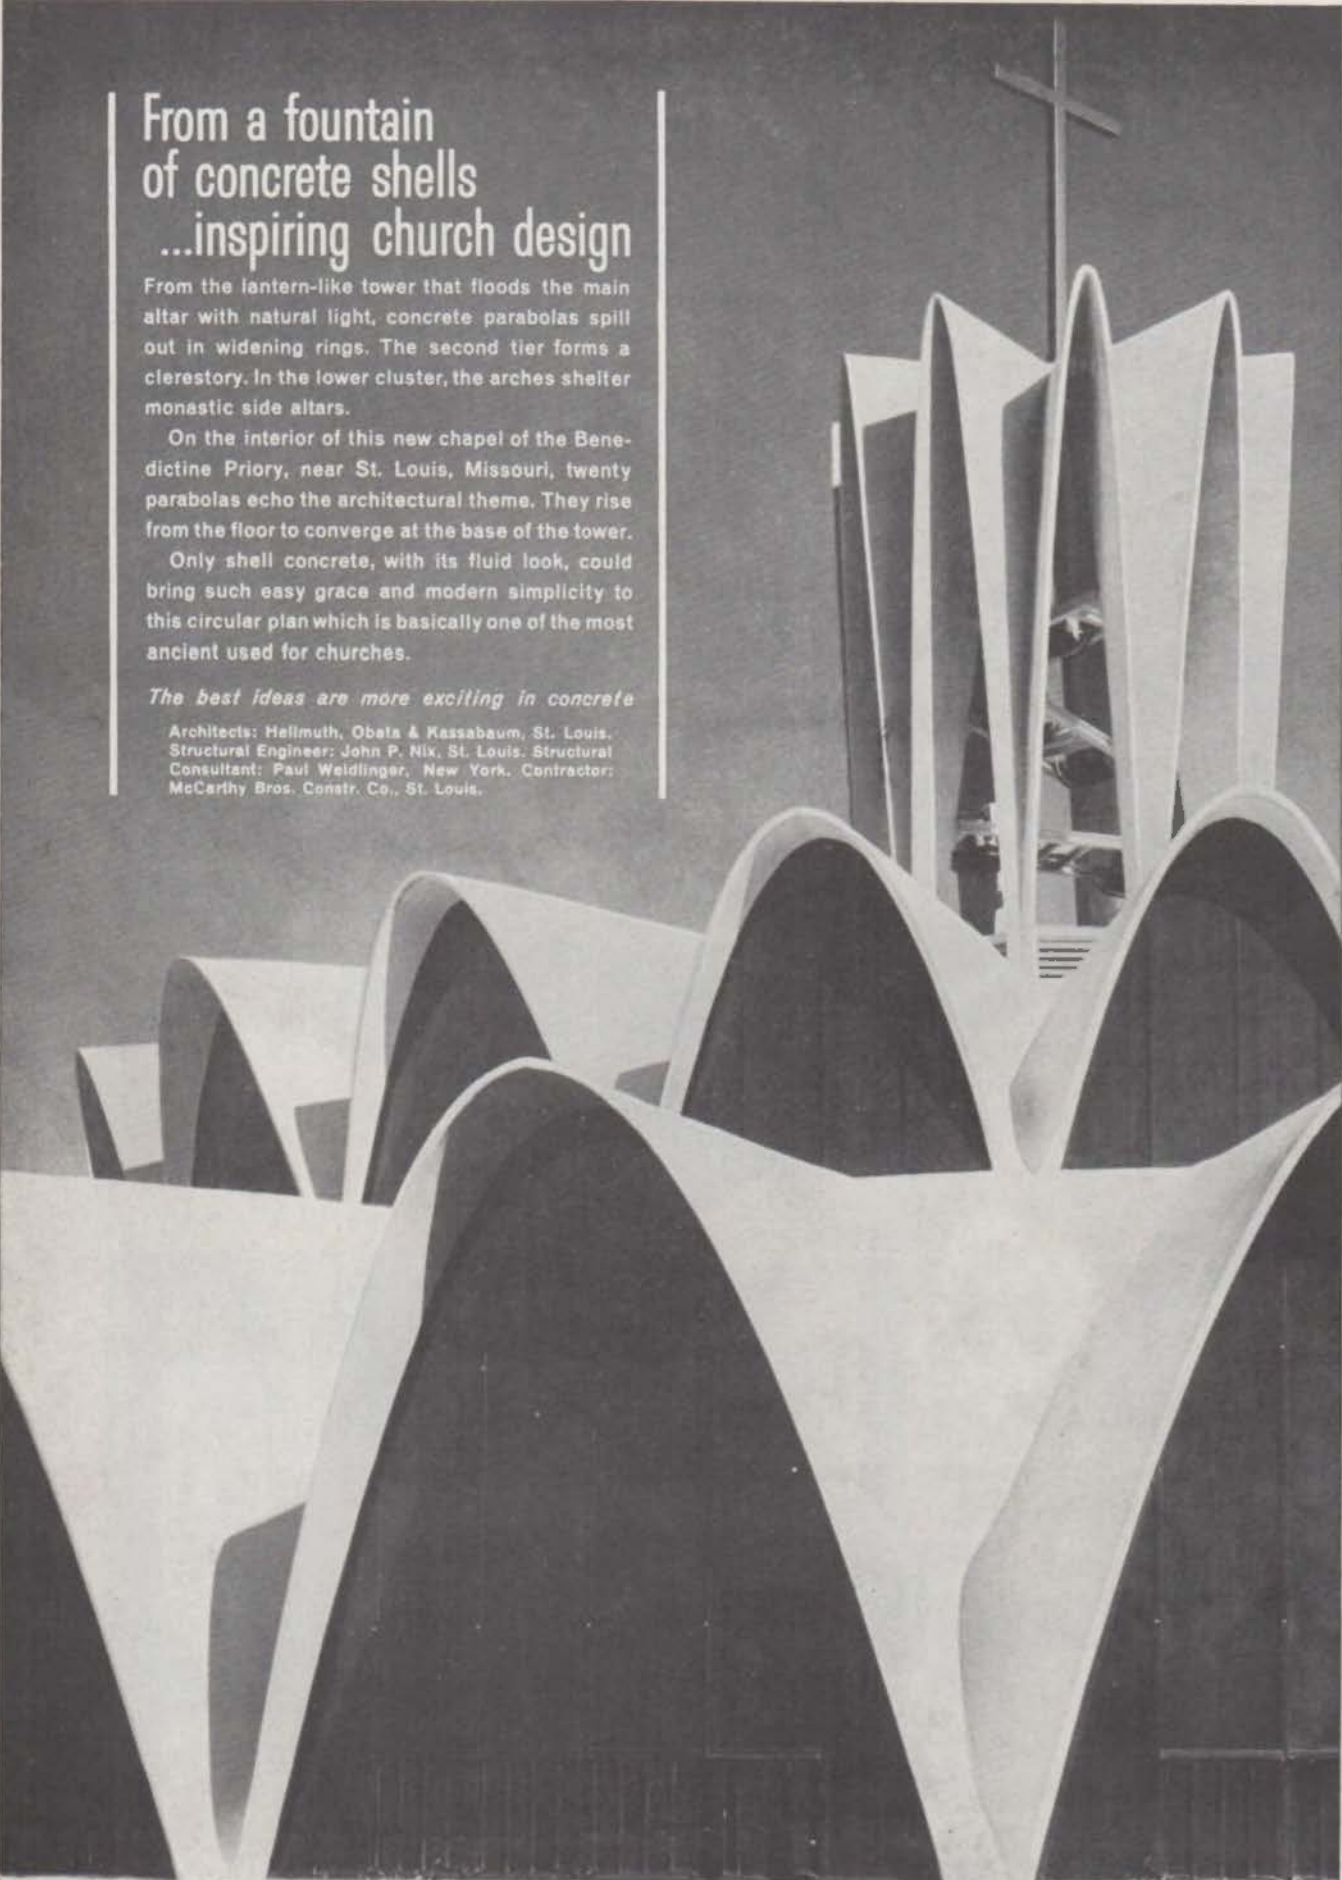 From a fountain
of concrete shells
...inspiring church design
From the lantern-like tower that floods the main
altar with natural light, concrete parabolas spill
out in widening rings. The second tier forms a
clerestory. In the lower cluster, the arches shelter
monastic side altars.
On the interior of this new chapel of the Bene-
dictine Priory, near St. Louis, Missouri, twenty
parabolas echo the architectural theme. They rise
from the floor to converge at the base of the tower.
Only shell concrete, with its fluid look, could
bring such easy grace and modern simplicity to
this circular plan which is basically one of the most
ancient used for churches.
The best ideas are more exciting in concrete
Architects: Hellmuth, Obata & Kassabaum, St. Louis.
Structural Engineer: John P. Nix, St. Louis. Structural
Consultant: Paul Weidlinger, New York. Contractor:
McCarthy Bros. Constr. Co., St. Louis.